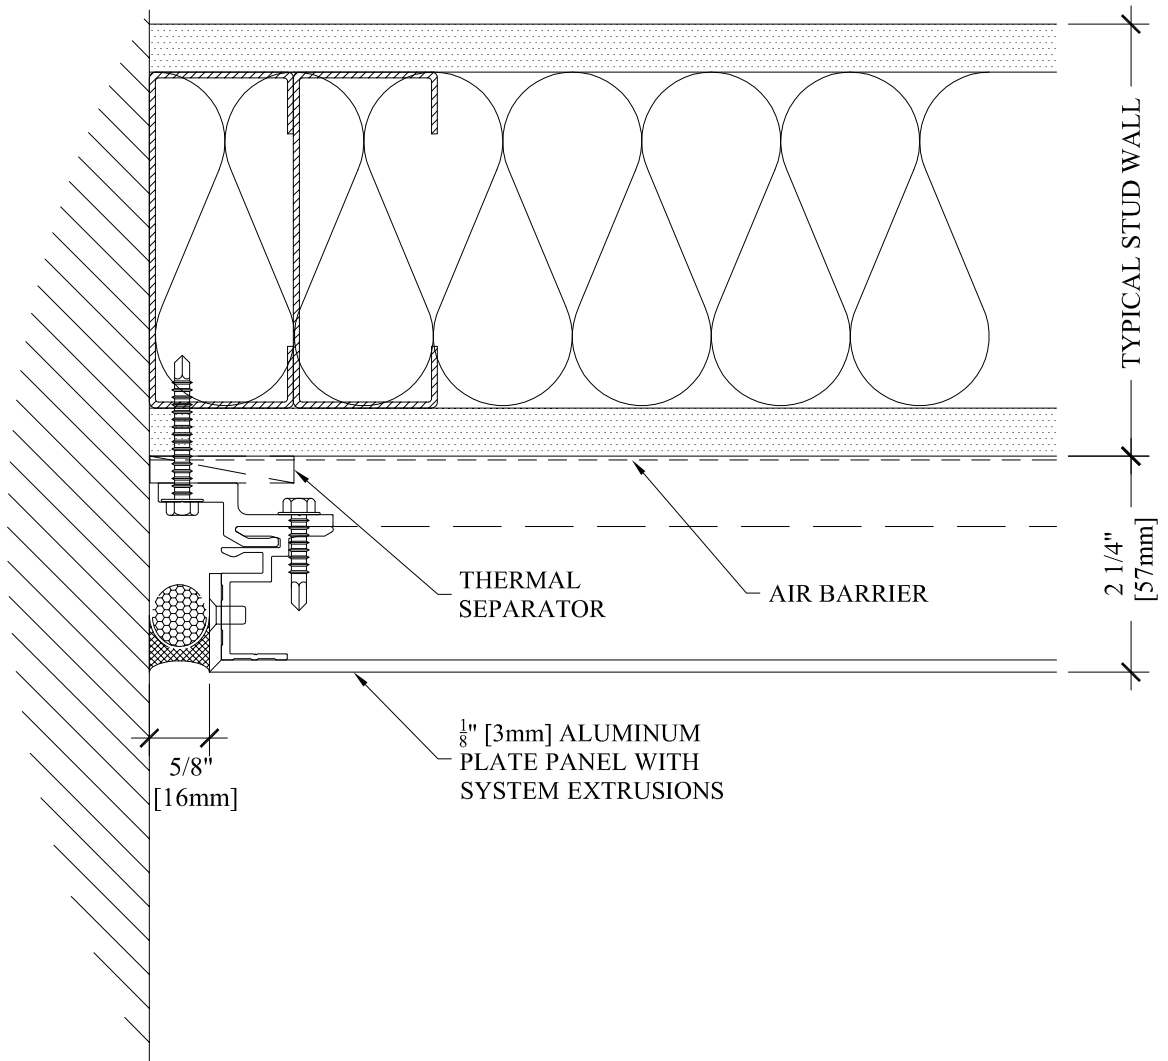 TYPICAL STUD WALL
2 1/4"
[57mm]
THERMAL
SEPARATOR
AIR BARRIER
1/8" [3mm] ALUMINUM
PLATE PANEL WITH
SYSTEM EXTRUSIONS
5/8"
[16mm]